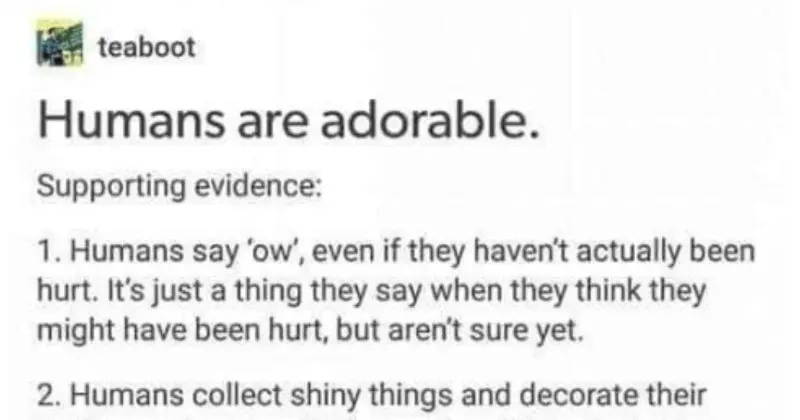 teaboot
Humans are adorable.
Supporting evidence:
1. Humans say 'ow', even if they haven't actually been
hurt. It's just a thing they say when they think they
might have been hurt, but aren't sure yet.
2. Humans collect shiny things and decorate their